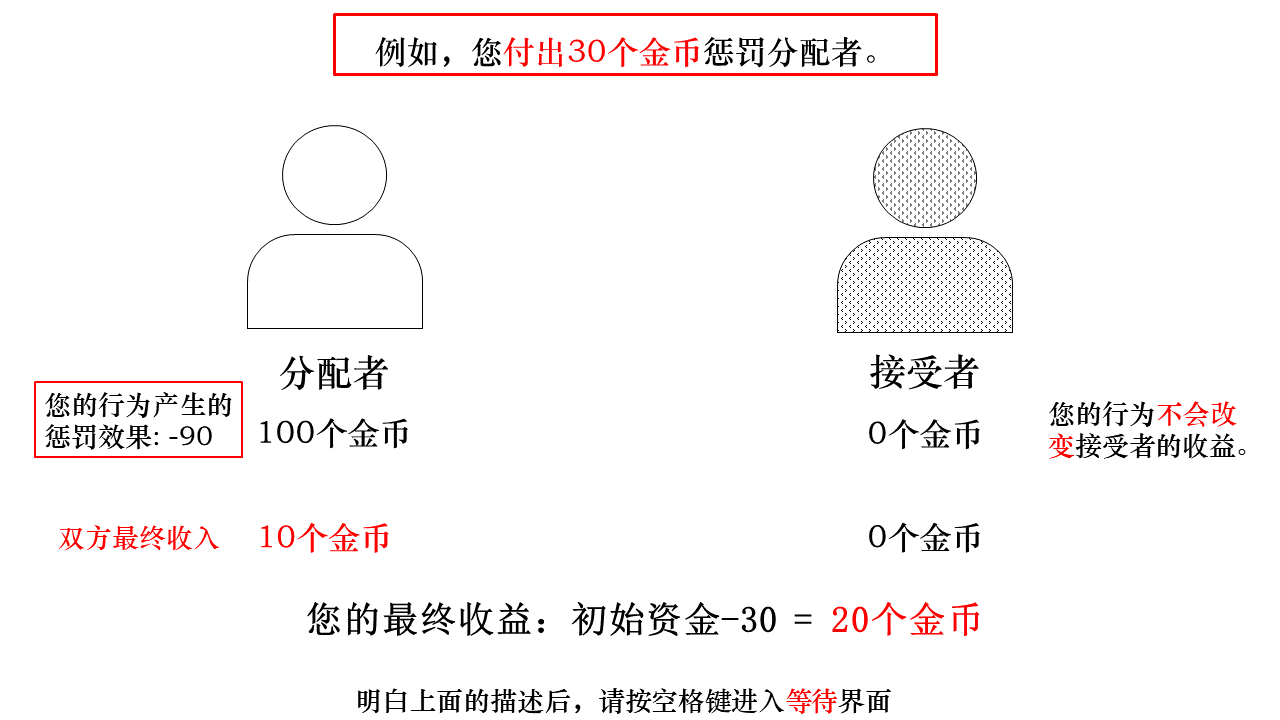 例如，您付出30个金币惩罚分配者。
分配者
接受者
您的行为产生的
惩罚效果: -90
100个金币
0个金币
您的行为不会改
变接受者的收益。
双方最终收入
10个金币
0个金币
您的最终收益：初始资金-30 = 20个金币
明白上面的描述后，请按空格键进入等待界面